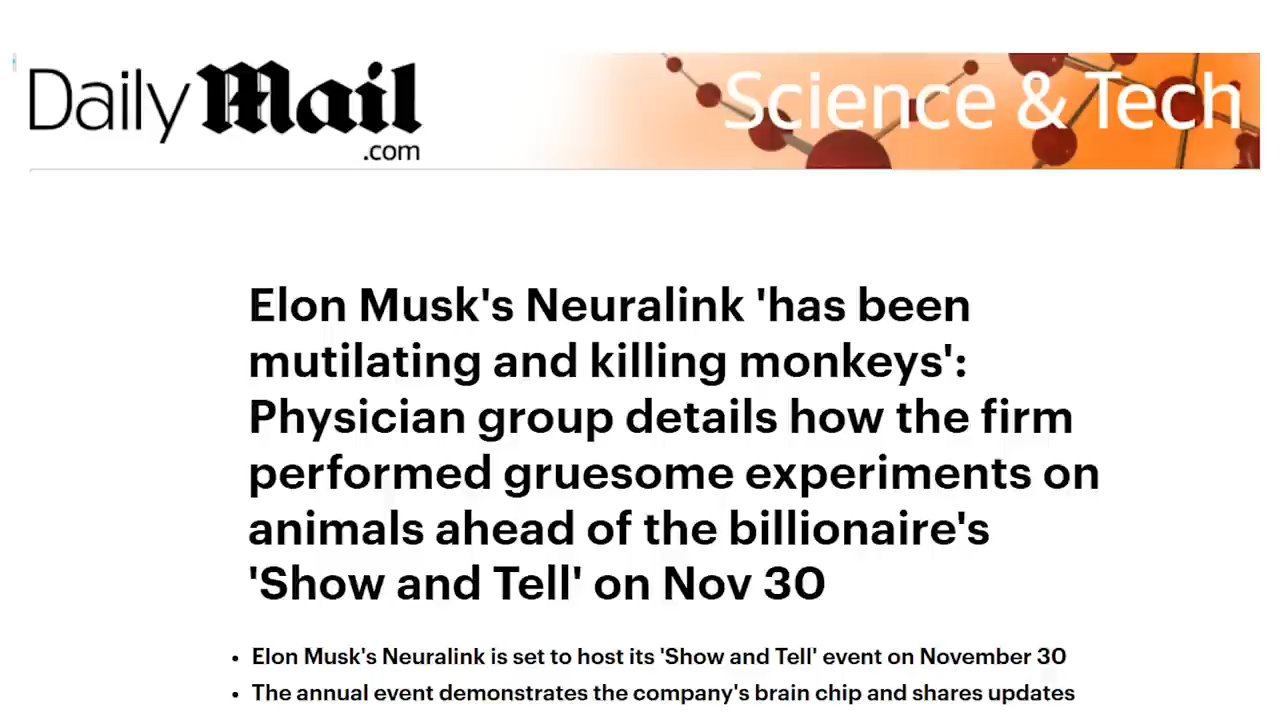 Daily Mail
.com
Science & Tech
Elon Musk's Neuralink 'has been
mutilating and killing monkeys':
Physician group details how the firm
performed gruesome experiments on
animals ahead of the billionaire's
'Show and Tell' on Nov 30
• Elon Musk's Neuralink is set to host its 'Show and Tell' event on November 30
• The annual event demonstrates the company's brain chip and shares updates